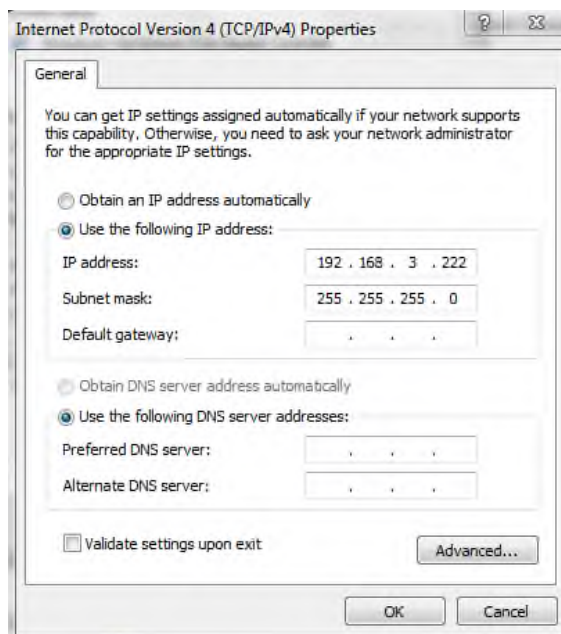 Internet Protocol Version 4 (TCP/IPv4) Properties
General
You can get IP settings assigned automatically if your network supports
this capability. Otherwise, you need to ask your network administrator
for the appropriate IP settings.
Obtain an IP address automatically
Use the following IP address:
IP address: 192 . 168 . 3 . 222
Subnet mask: 255 . 255 . 255 . 0
Default gateway: . . .
Obtain DNS server address automatically
Use the following DNS server addresses:
Preferred DNS server: . . .
Alternate DNS server: . . .
Validate settings upon exit
Advanced...
OK Cancel